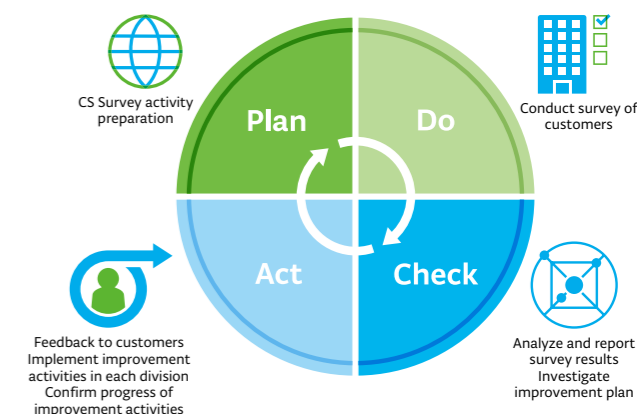 CS Survey activity
preparation
Plan
Do
Conduct survey of
customers
Act
Check
Feedback to customers
Implement improvement
activities in each division
Confirm progress of
improvement activities
Analyze and report
survey results
Investigate
improvement plan